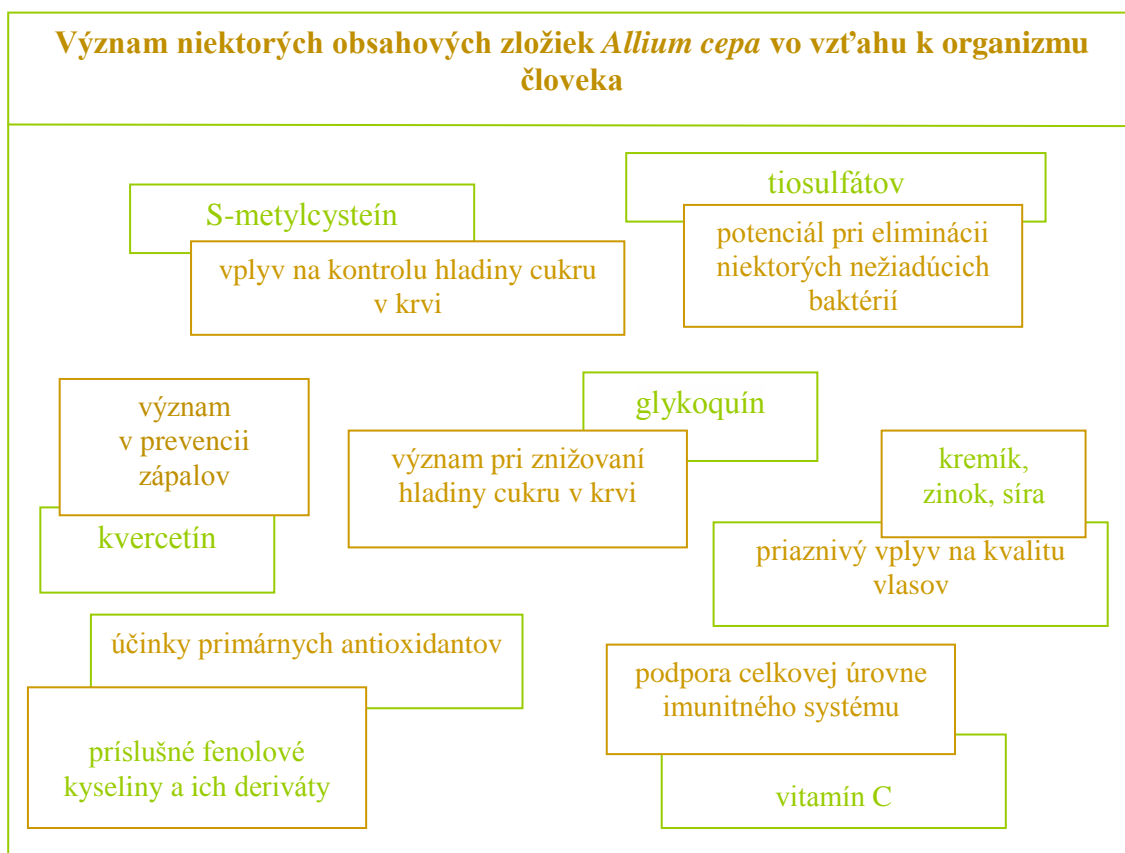 Význam niektorých obsahových zložiek Allium cepa vo vzťahu k organizmu
človeka
S-metylcysteín
vplyv na kontrolu hladiny cukru
v krvi
tiosulfátov
potenciál pri eliminácii
niektorých nežiadúcich
baktérií
význam
v prevencii
zápalov
kvercetín
glykoquín
význam pri znižovaní
hladiny cukru v krvi
kremík,
zinok, síra
priaznivý vplyv na kvalitu
vlasov
účinky primárnych antioxidantov
príslušné fenolové
kyseliny a ich deriváty
podpora celkovej úrovne
imunitného systému
vitamín C